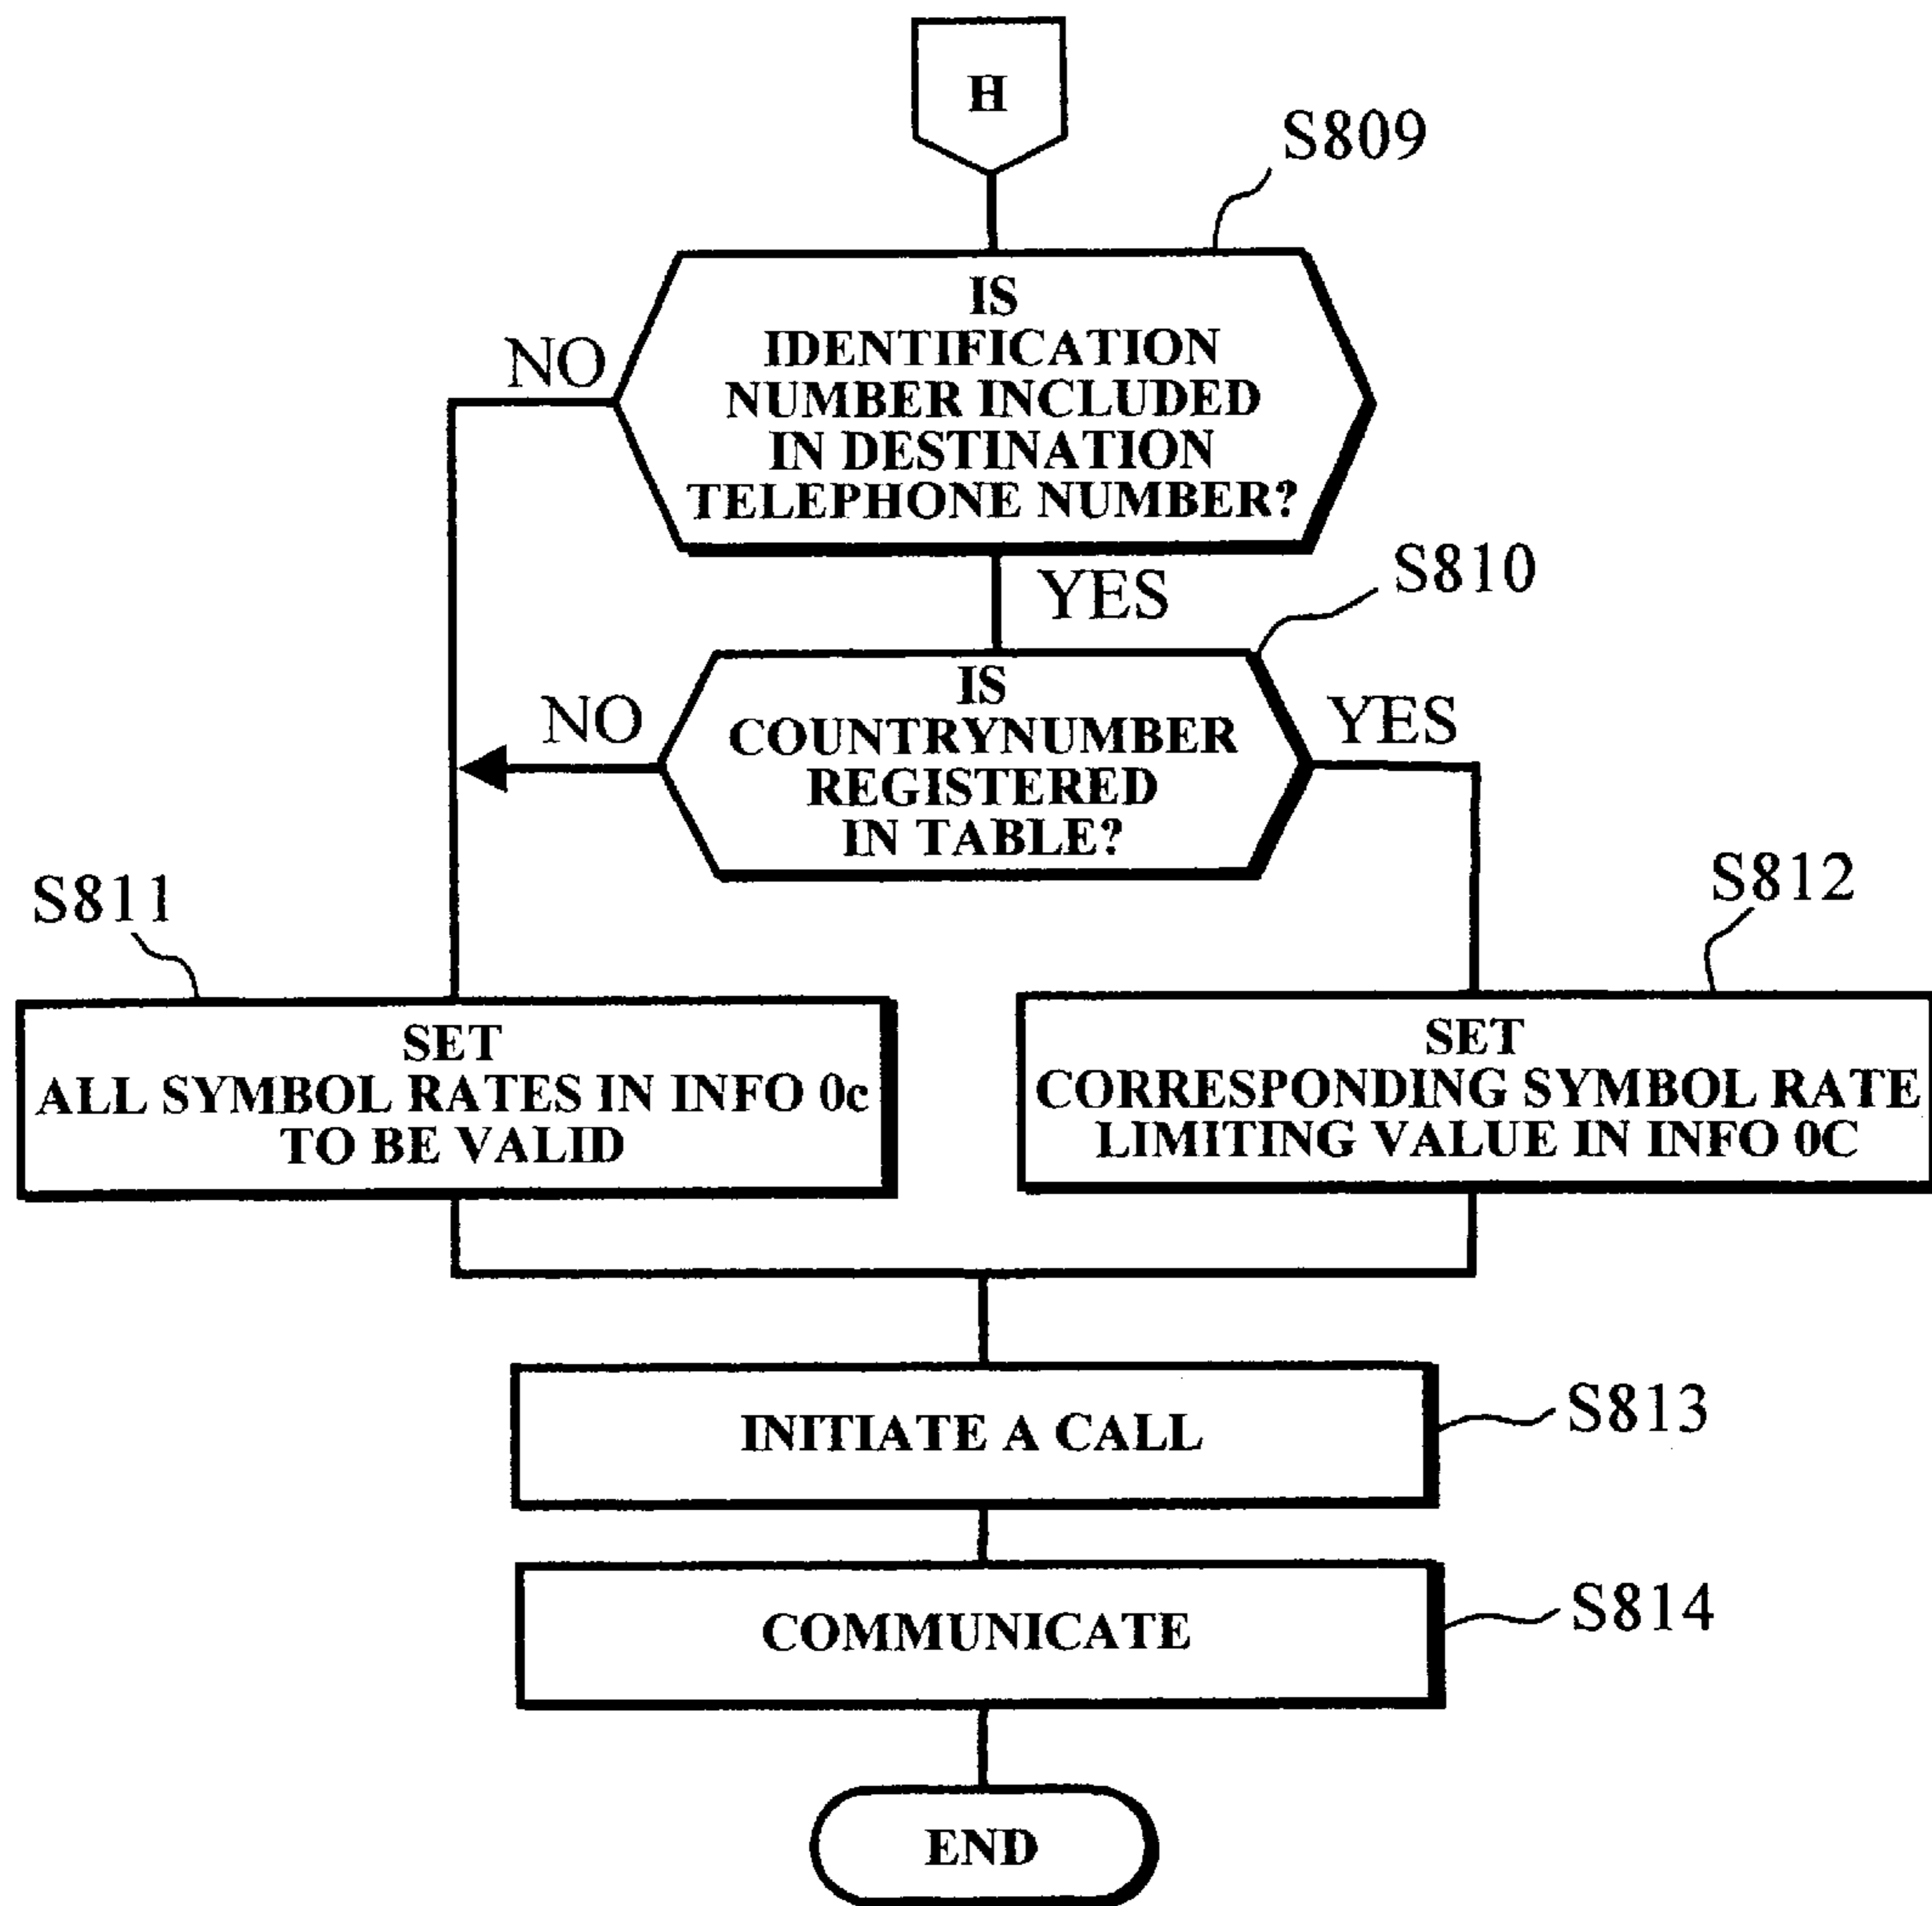 H
S809
IS
IDENTIFICATION
NUMBER INCLUDED
IN DESTINATION
TELEPHONE NUMBER?
NO
YES
S810
IS
COUNTRYNUMBER
REGISTERED
IN TABLE?
NO
YES
S811
S812
SET
ALL SYMBOL RATES IN INFO 0c
TO BE VALID
SET
CORRESPONDING SYMBOL RATE
LIMITING VALUE IN INFO 0C
INITIATE A CALL
S813
COMMUNICATE
S814
END